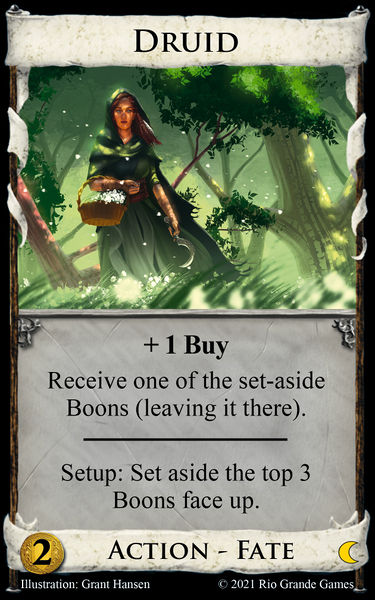 Druid
+1 Buy
Receive one of the set-aside
Boons (leaving it there).
Setup: Set aside the top 3
Boons face up.
2 Action - Fate
Illustration: Grant Hansen © 2021 Rio Grande Games